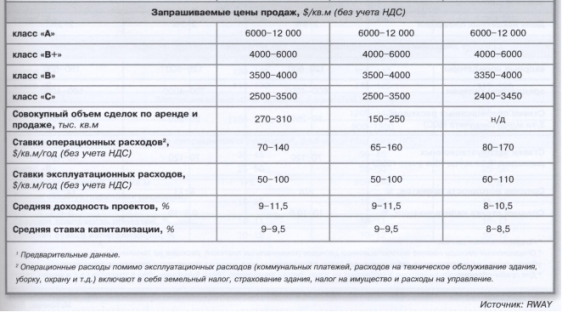 Запрашиваемые цены продаж, $/кв.м (без учета НДС)
класс «А» 6000–12 000 6000–12 000 6000–12 000
класс «В+» 4000–6000 4000–6000 4000–6000
класс «В» 3500–4000 3500–4000 3350–4000
класс «С» 2500–3500 2500–3500 2400–3450
Совокупный объем сделок по аренде и
продаже, тыс. кв.м 270–310 150–250 н/д
Ставки операционных расходов²,
$/кв.м/год (без учета НДС) 70–140 65–160 80–170
Ставки эксплуатационных расходов,
$/кв.м/год (без учета НДС) 50–100 50–100 60–110
Средняя доходность проектов, % 9–11,5 9–11,5 8–10,5
Средняя ставка капитализации, % 9–9,5 9–9,5 8–8,5
¹ Предварительные данные.
² Операционные расходы помимо эксплуатационных расходов (коммунальных платежей, расходов на техническое обслуживание здания,
уборку, охрану и т.д.) включают в себя земельный налог, страхование здания, налог на имущество и расходы на управление.
Источник: RWAY